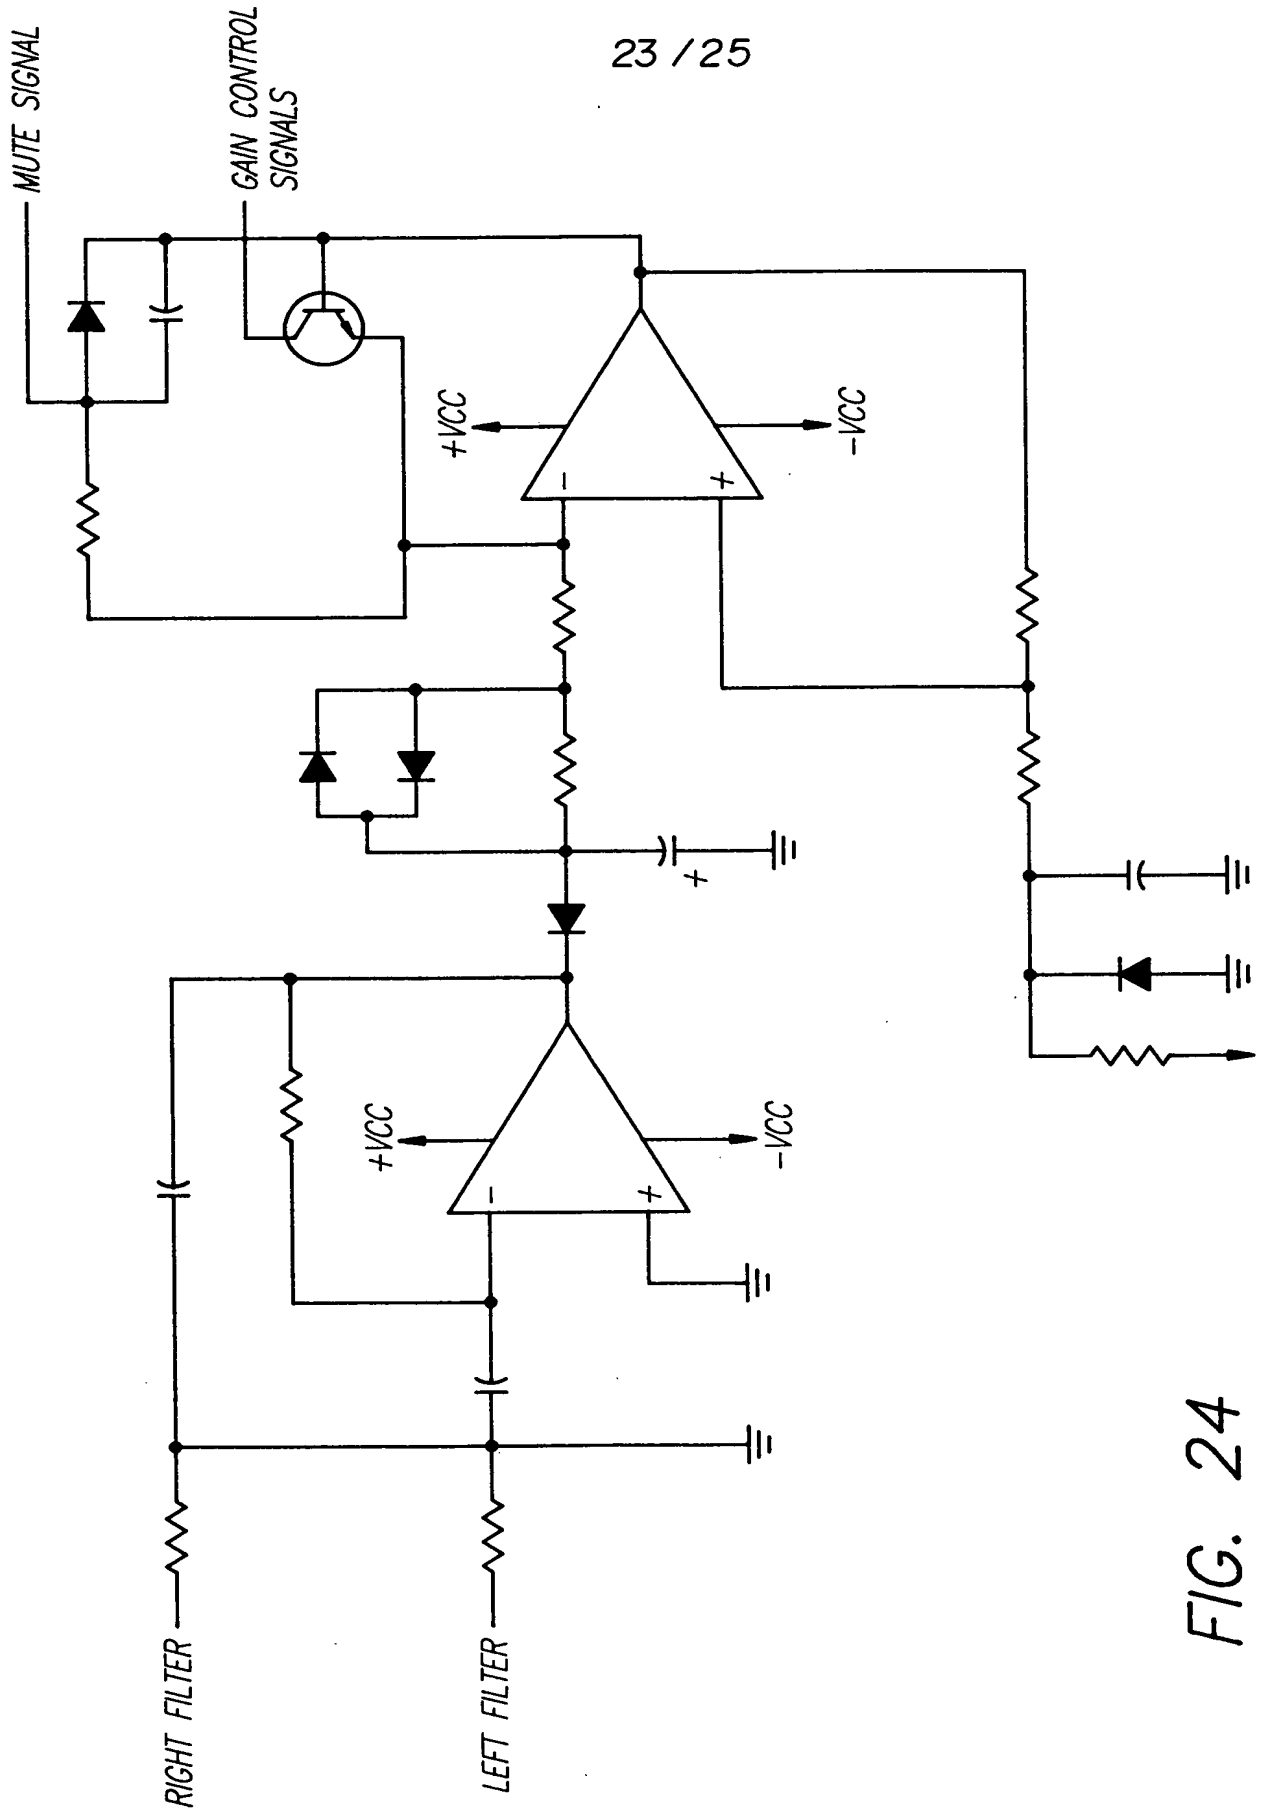 23 / 25
MUTE SIGNAL
GAIN CONTROL
SIGNALS
+VCC
-VCC
-
+
+
+VCC
-VCC
-
+
RIGHT FILTER
LEFT FILTER
FIG. 24